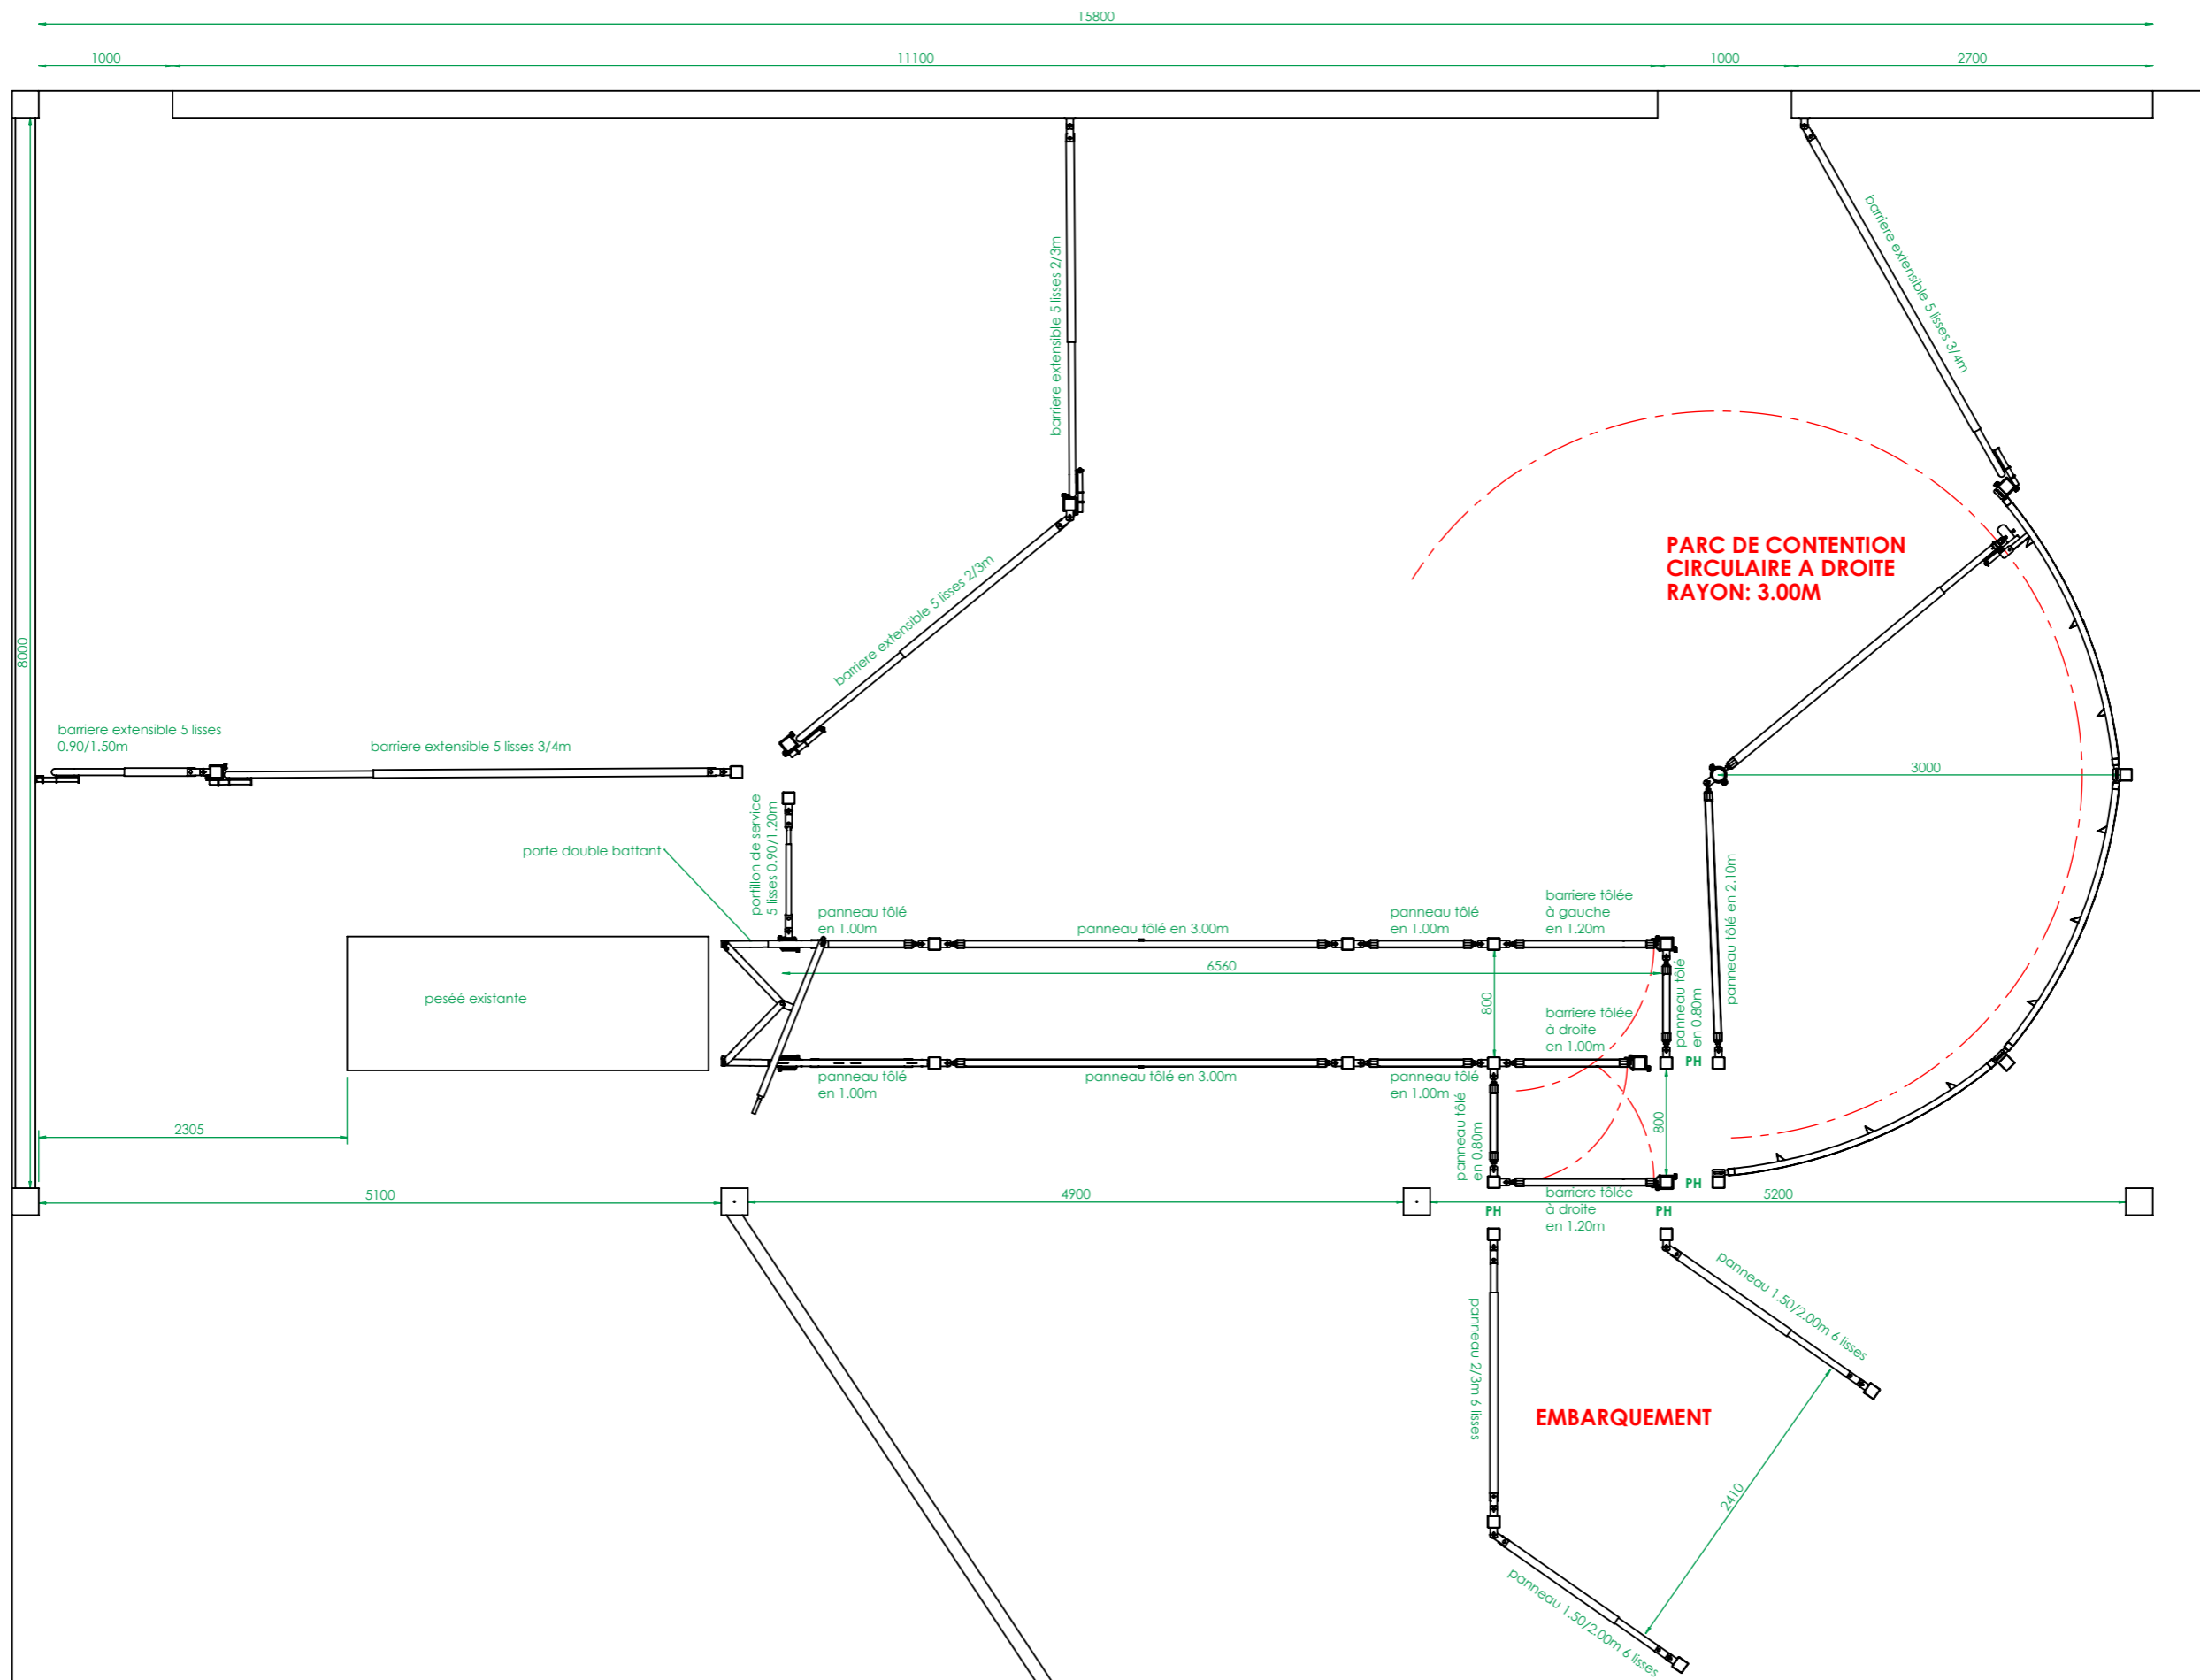 15800
1000
11100
1000
2700
barriere extensible 5 lisses 2/3m
barriere extensible 5 lisses 3/4m
PARC DE CONTENTION
CIRCULAIRE A DROITE
RAYON: 3.00M
8000
barriere extensible 5 lisses 2/3m
barriere extensible 5 lisses
0.90/1.50m
barriere extensible 5 lisses 3/4m
3000
portillon de service
5 lisses 0.90/1.20m
porte double battant
panneau tôlé en 2.10m
panneau tôlé
en 1.00m
panneau tôlé en 3.00m
panneau tôlé
en 1.00m
barriere tôlée
à gauche
en 1.20m
6560
peséé existante
800
panneau tôlé
en 0.80m
barriere tôlée
à droite
en 1.00m
PH
panneau tôlé
en 1.00m
panneau tôlé en 3.00m
panneau tôlé
en 1.00m
panneau tôlé
en 0.80m
800
2305
PH
5100
4900
barriere tôlée
à droite
en 1.20m
5200
PH
PH
panneau 1.50/2.00m 6 lisses
panneau 2/3m 6 lisses
EMBARQUEMENT
2410
panneau 1.50/2.00m 6 lisses